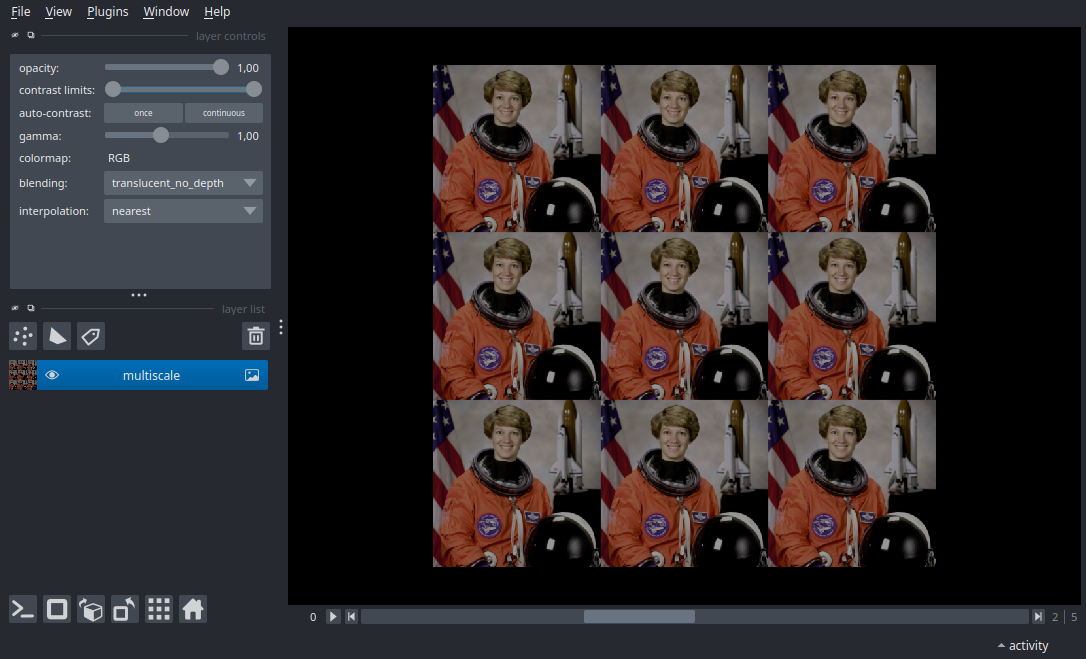 File View Plugins Window Help
layer controls
opacity: 1,00
contrast limits:
auto-contrast: once continuous
gamma: 1,00
colormap: RGB
blending: translucent_no_depth
interpolation: nearest
layer list
multiscale
0 2 | 5
activity